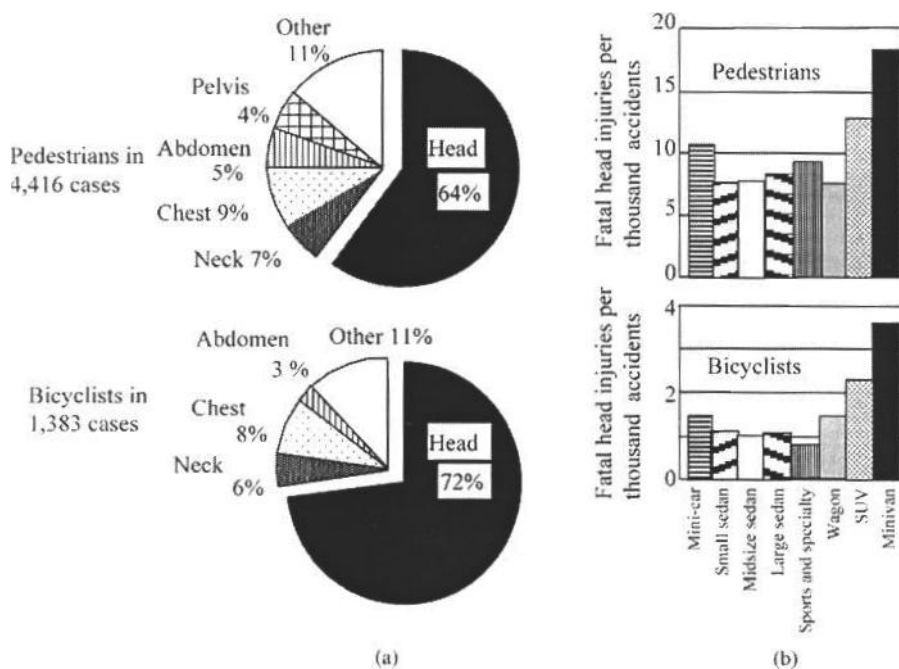 Other
11%
Pelvis
4%
Pedestrians in
4,416 cases
Abdomen
5%
Chest 9%
Neck 7%
Head
64%
Bicyclists in
1,383 cases
Abdomen
3 %
Other 11%
Chest
8%
Neck
6%
Head
72%
(a)
Fatal head injuries per
thousand accidents
20
15
10
5
0
Pedestrians
Fatal head injuries per
thousand accidents
4
2
0
Bicyclists
Mini-car
Small sedan
Midsize sedan
Large sedan
Sports and specialty
Wagon
SUV
Minivan
(b)